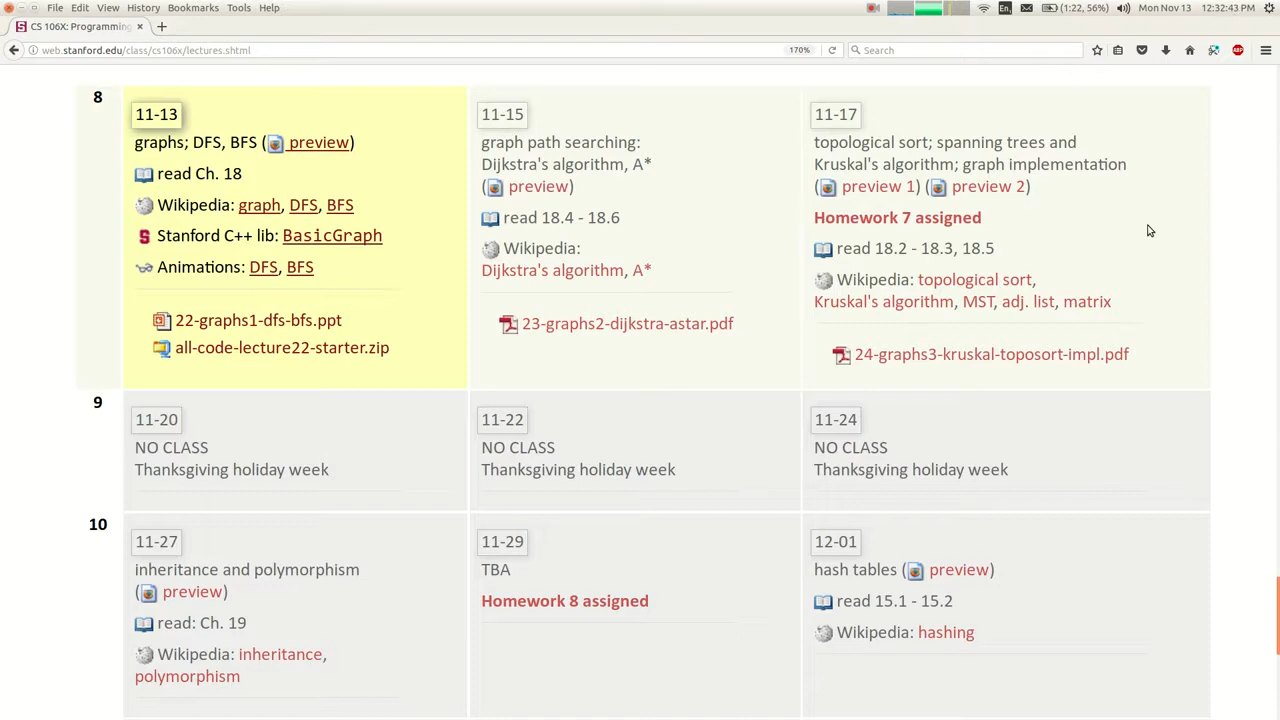 File Edit View History Bookmarks Tools Help
En (1:22, 56%) Mon Nov 13 12:32:43
CS 106X: Programming
web.stanford.edu/class/cs106x/lectures.shtml 170% Search ABP
8
11-13
graphs; DFS, BFS (preview)
read Ch. 18
Wikipedia: graph, DFS, BFS
Stanford C++ lib: BasicGraph
Animations: DFS, BFS
22-graphs1-dfs-bfs.ppt
all-code-lecture22-starter.zip
11-15
graph path searching:
Dijkstra's algorithm, A*
(preview)
read 18.4 - 18.6
Wikipedia:
Dijkstra's algorithm, A*
23-graphs2-dijkstra-astar.pdf
11-17
topological sort; spanning trees and
Kruskal's algorithm; graph implementation
(preview 1) (preview 2)
Homework 7 assigned
read 18.2 - 18.3, 18.5
Wikipedia: topological sort,
Kruskal's algorithm, MST, adj. list, matrix
24-graphs3-kruskal-toposort-impl.pdf
9
11-20
NO CLASS
Thanksgiving holiday week
11-22
NO CLASS
Thanksgiving holiday week
11-24
NO CLASS
Thanksgiving holiday week
10
11-27
inheritance and polymorphism
(preview)
read: Ch. 19
Wikipedia: inheritance,
polymorphism
11-29
TBA
Homework 8 assigned
12-01
hash tables (preview)
read 15.1 - 15.2
Wikipedia: hashing